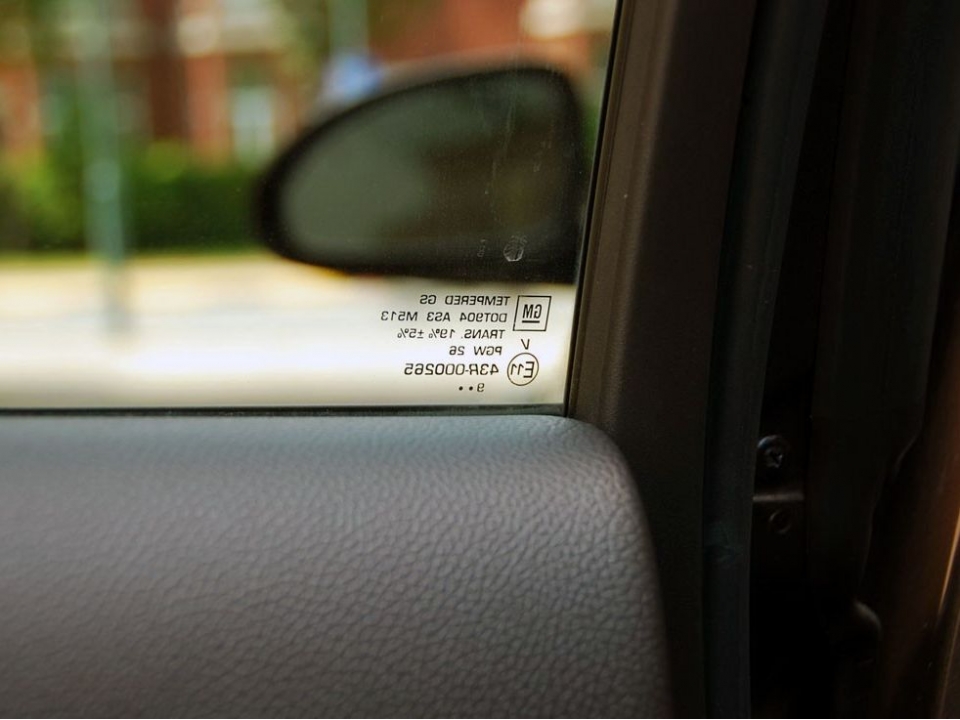 GM
TEMPERED GS
DOT904 AS3 M513
TRANS. 19% ±5%
V
PGW 26
E11 43R-000265
9••